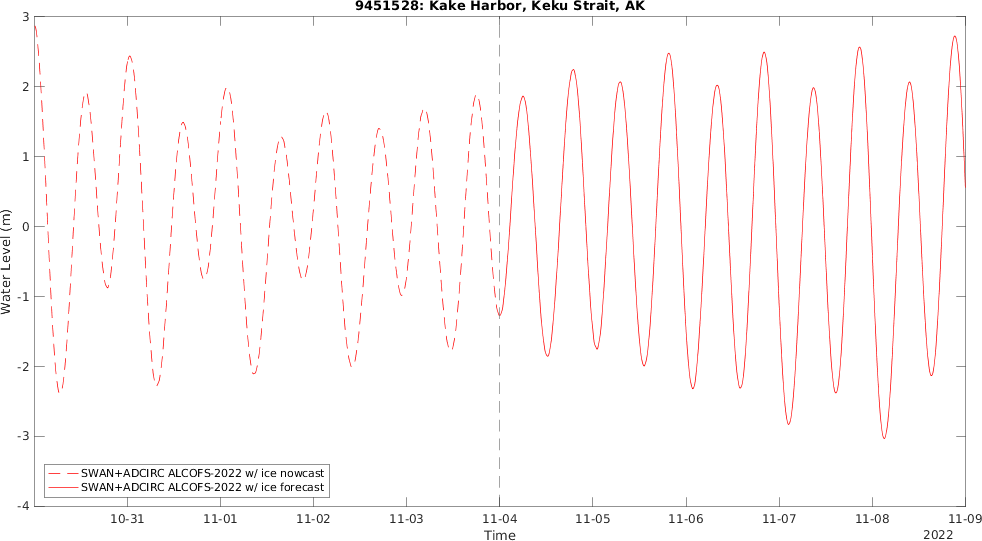 9451528: Kake Harbor, Keku Strait, AK
3
2
1
0
-1
-2
-3
-4
Water Level (m)
SWAN+ADCIRC ALCOFS-2022 w/ ice nowcast
SWAN+ADCIRC ALCOFS-2022 w/ ice forecast
10-31 11-01 11-02 11-03 11-04 11-05 11-06 11-07 11-08 11-09
Time
2022